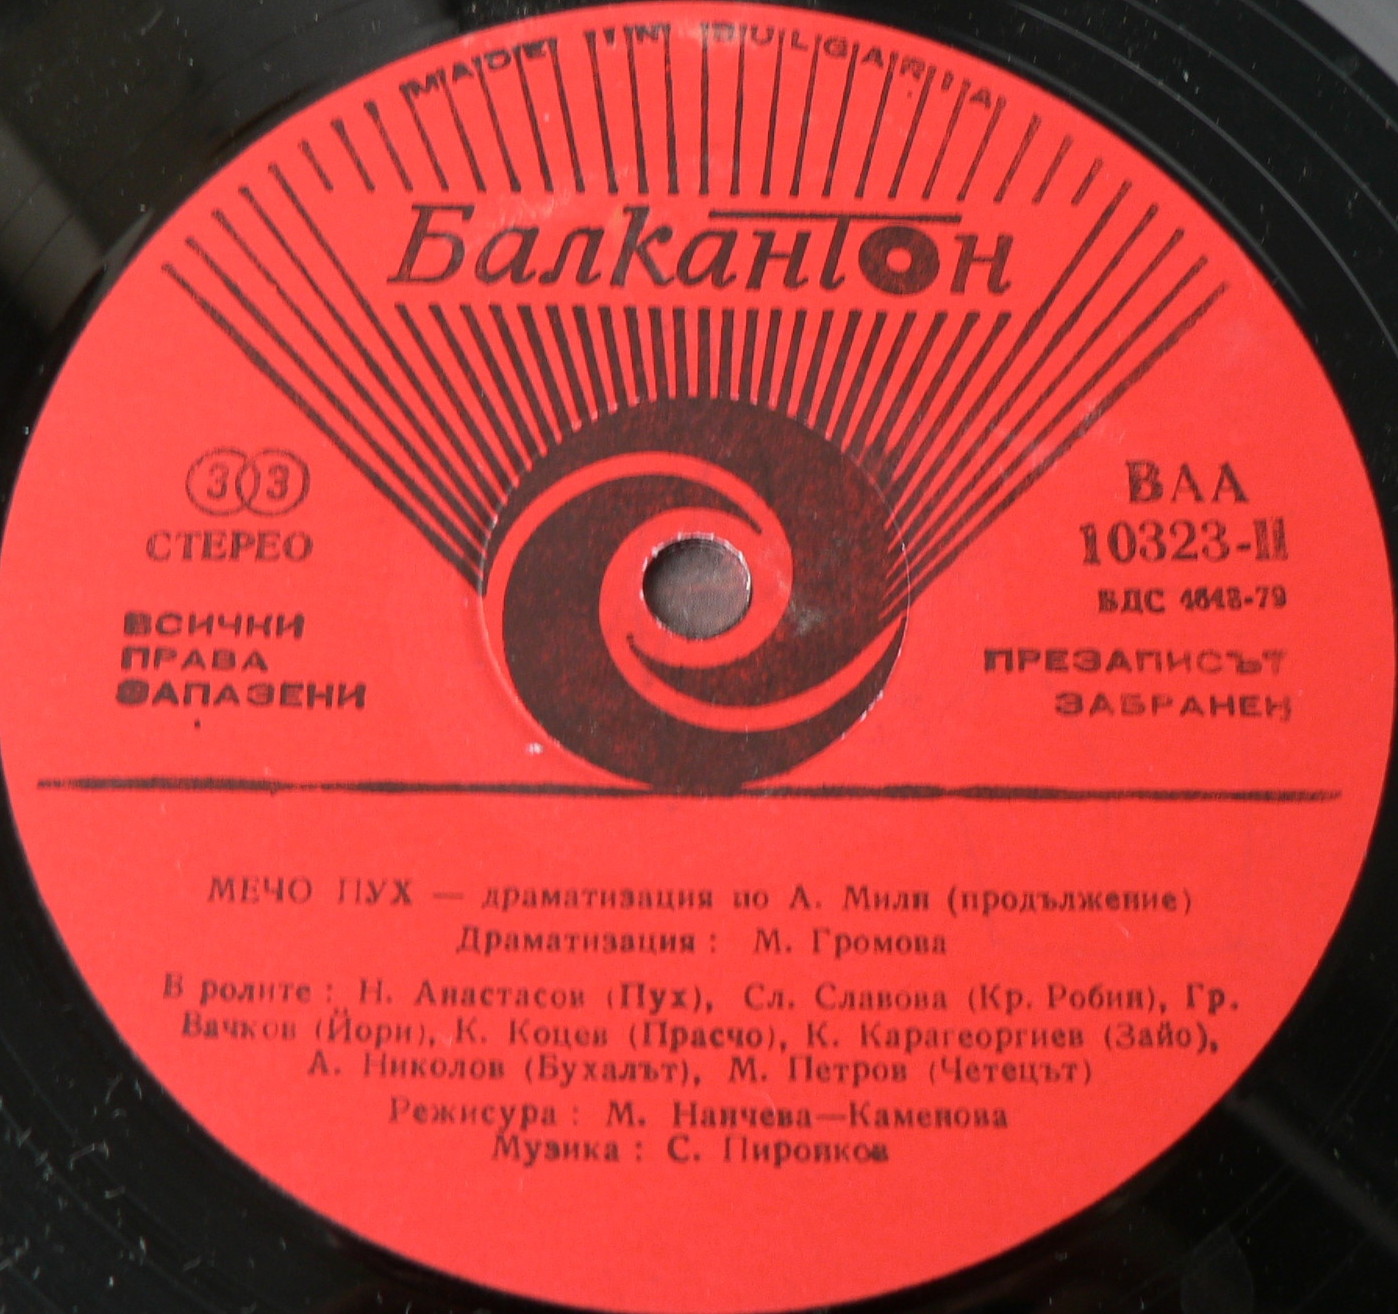 MADE IN BULGARIA
Балкантон
33
СТЕРЕО
ВСИЧКИ
ПРАВА
ЗАПАЗЕНИ
ВАА
10323-II
БДС 4643-79
ПРЕЗАПИСЪТ
ЗАБРАНЕН
МЕЧО ПУХ — драматизация по А. Милн (продължение)
Драматизация : М. Громова
В ролите : Н. Анастасов (Пух), Сл. Славова (Кр. Робин), Гр.
Вачков (Йори), К. Коцев (Прасчо), К. Карагеоргиев (Зайо),
А. Николов (Бухалът), М. Петров (Четецът)
Режисура : М. Нанчева—Каменова
Музика : С. Пиронков